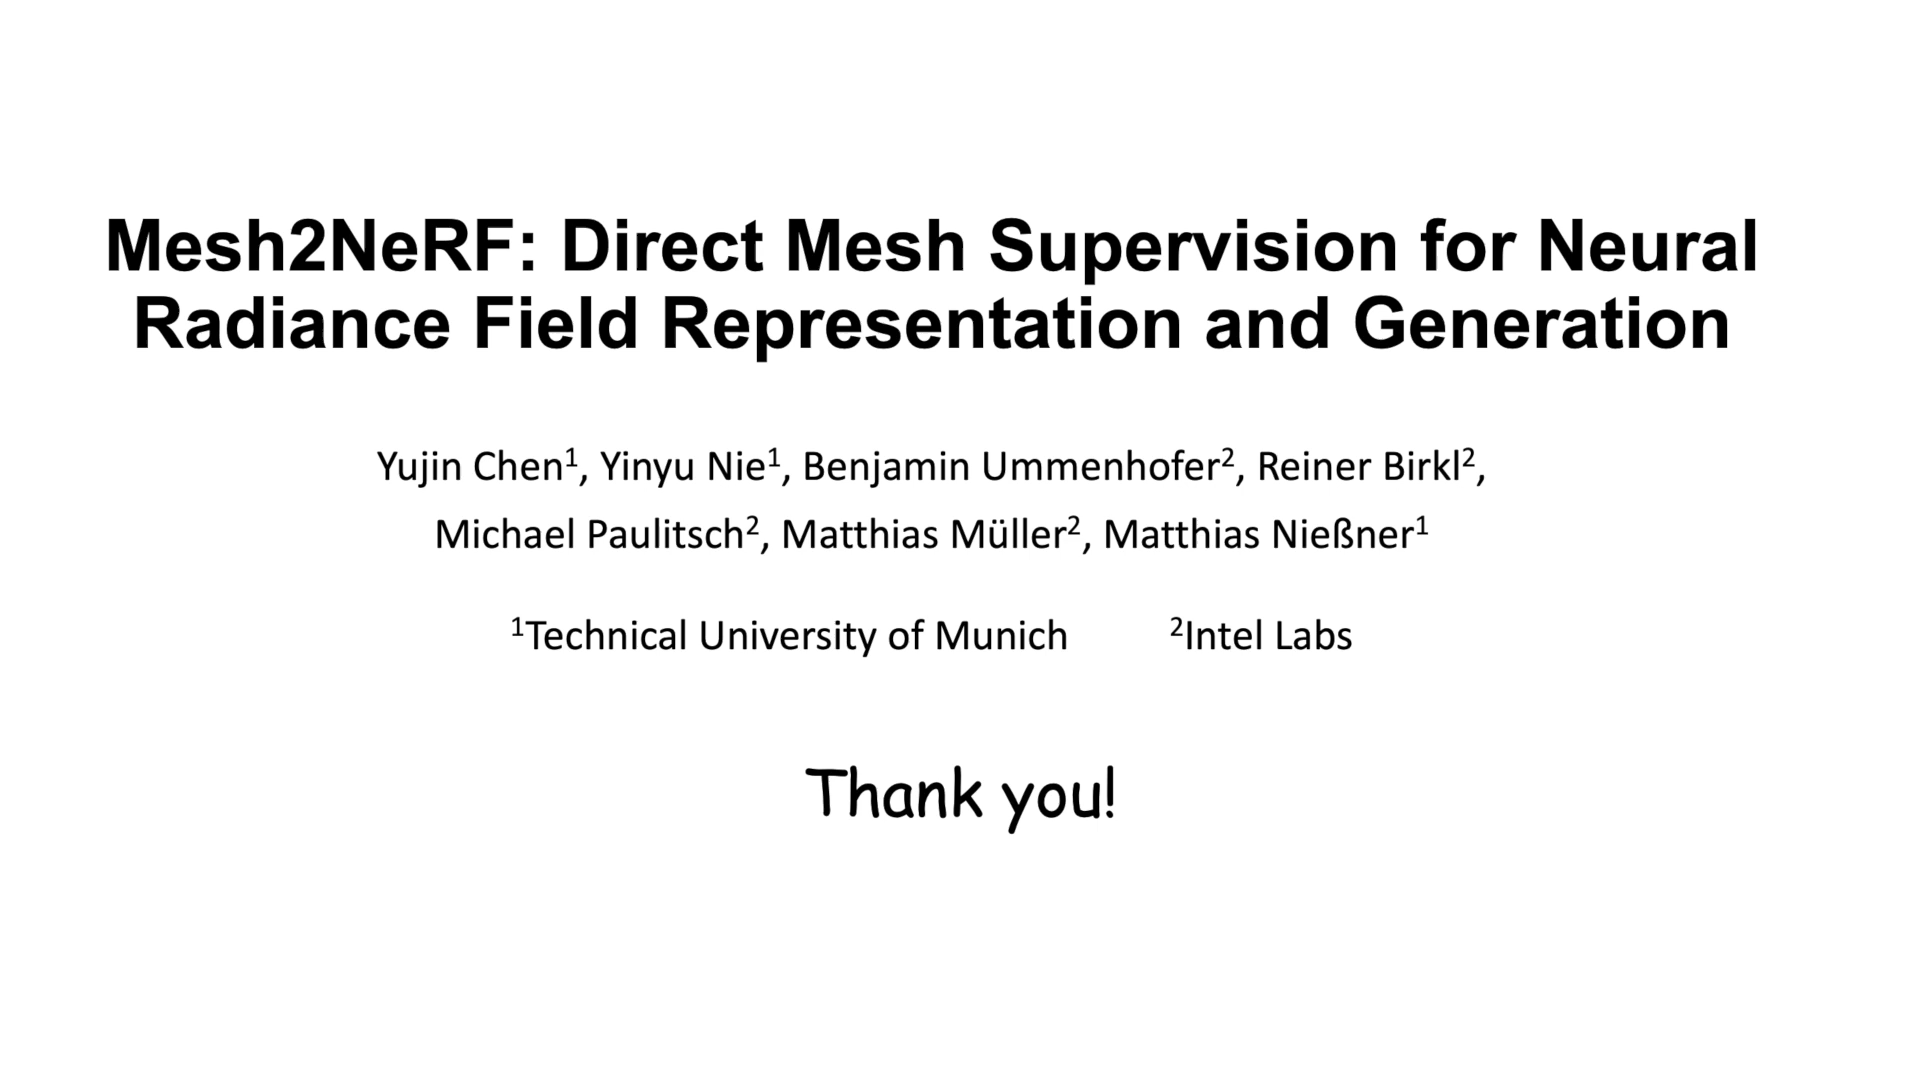 Mesh2NeRF: Direct Mesh Supervision for Neural
Radiance Field Representation and Generation
Yujin Chen¹, Yinyu Nie¹, Benjamin Ummenhofer², Reiner Birkl²,
Michael Paulitsch², Matthias Müller², Matthias Nießner¹
¹Technical University of Munich ²Intel Labs
Thank you!